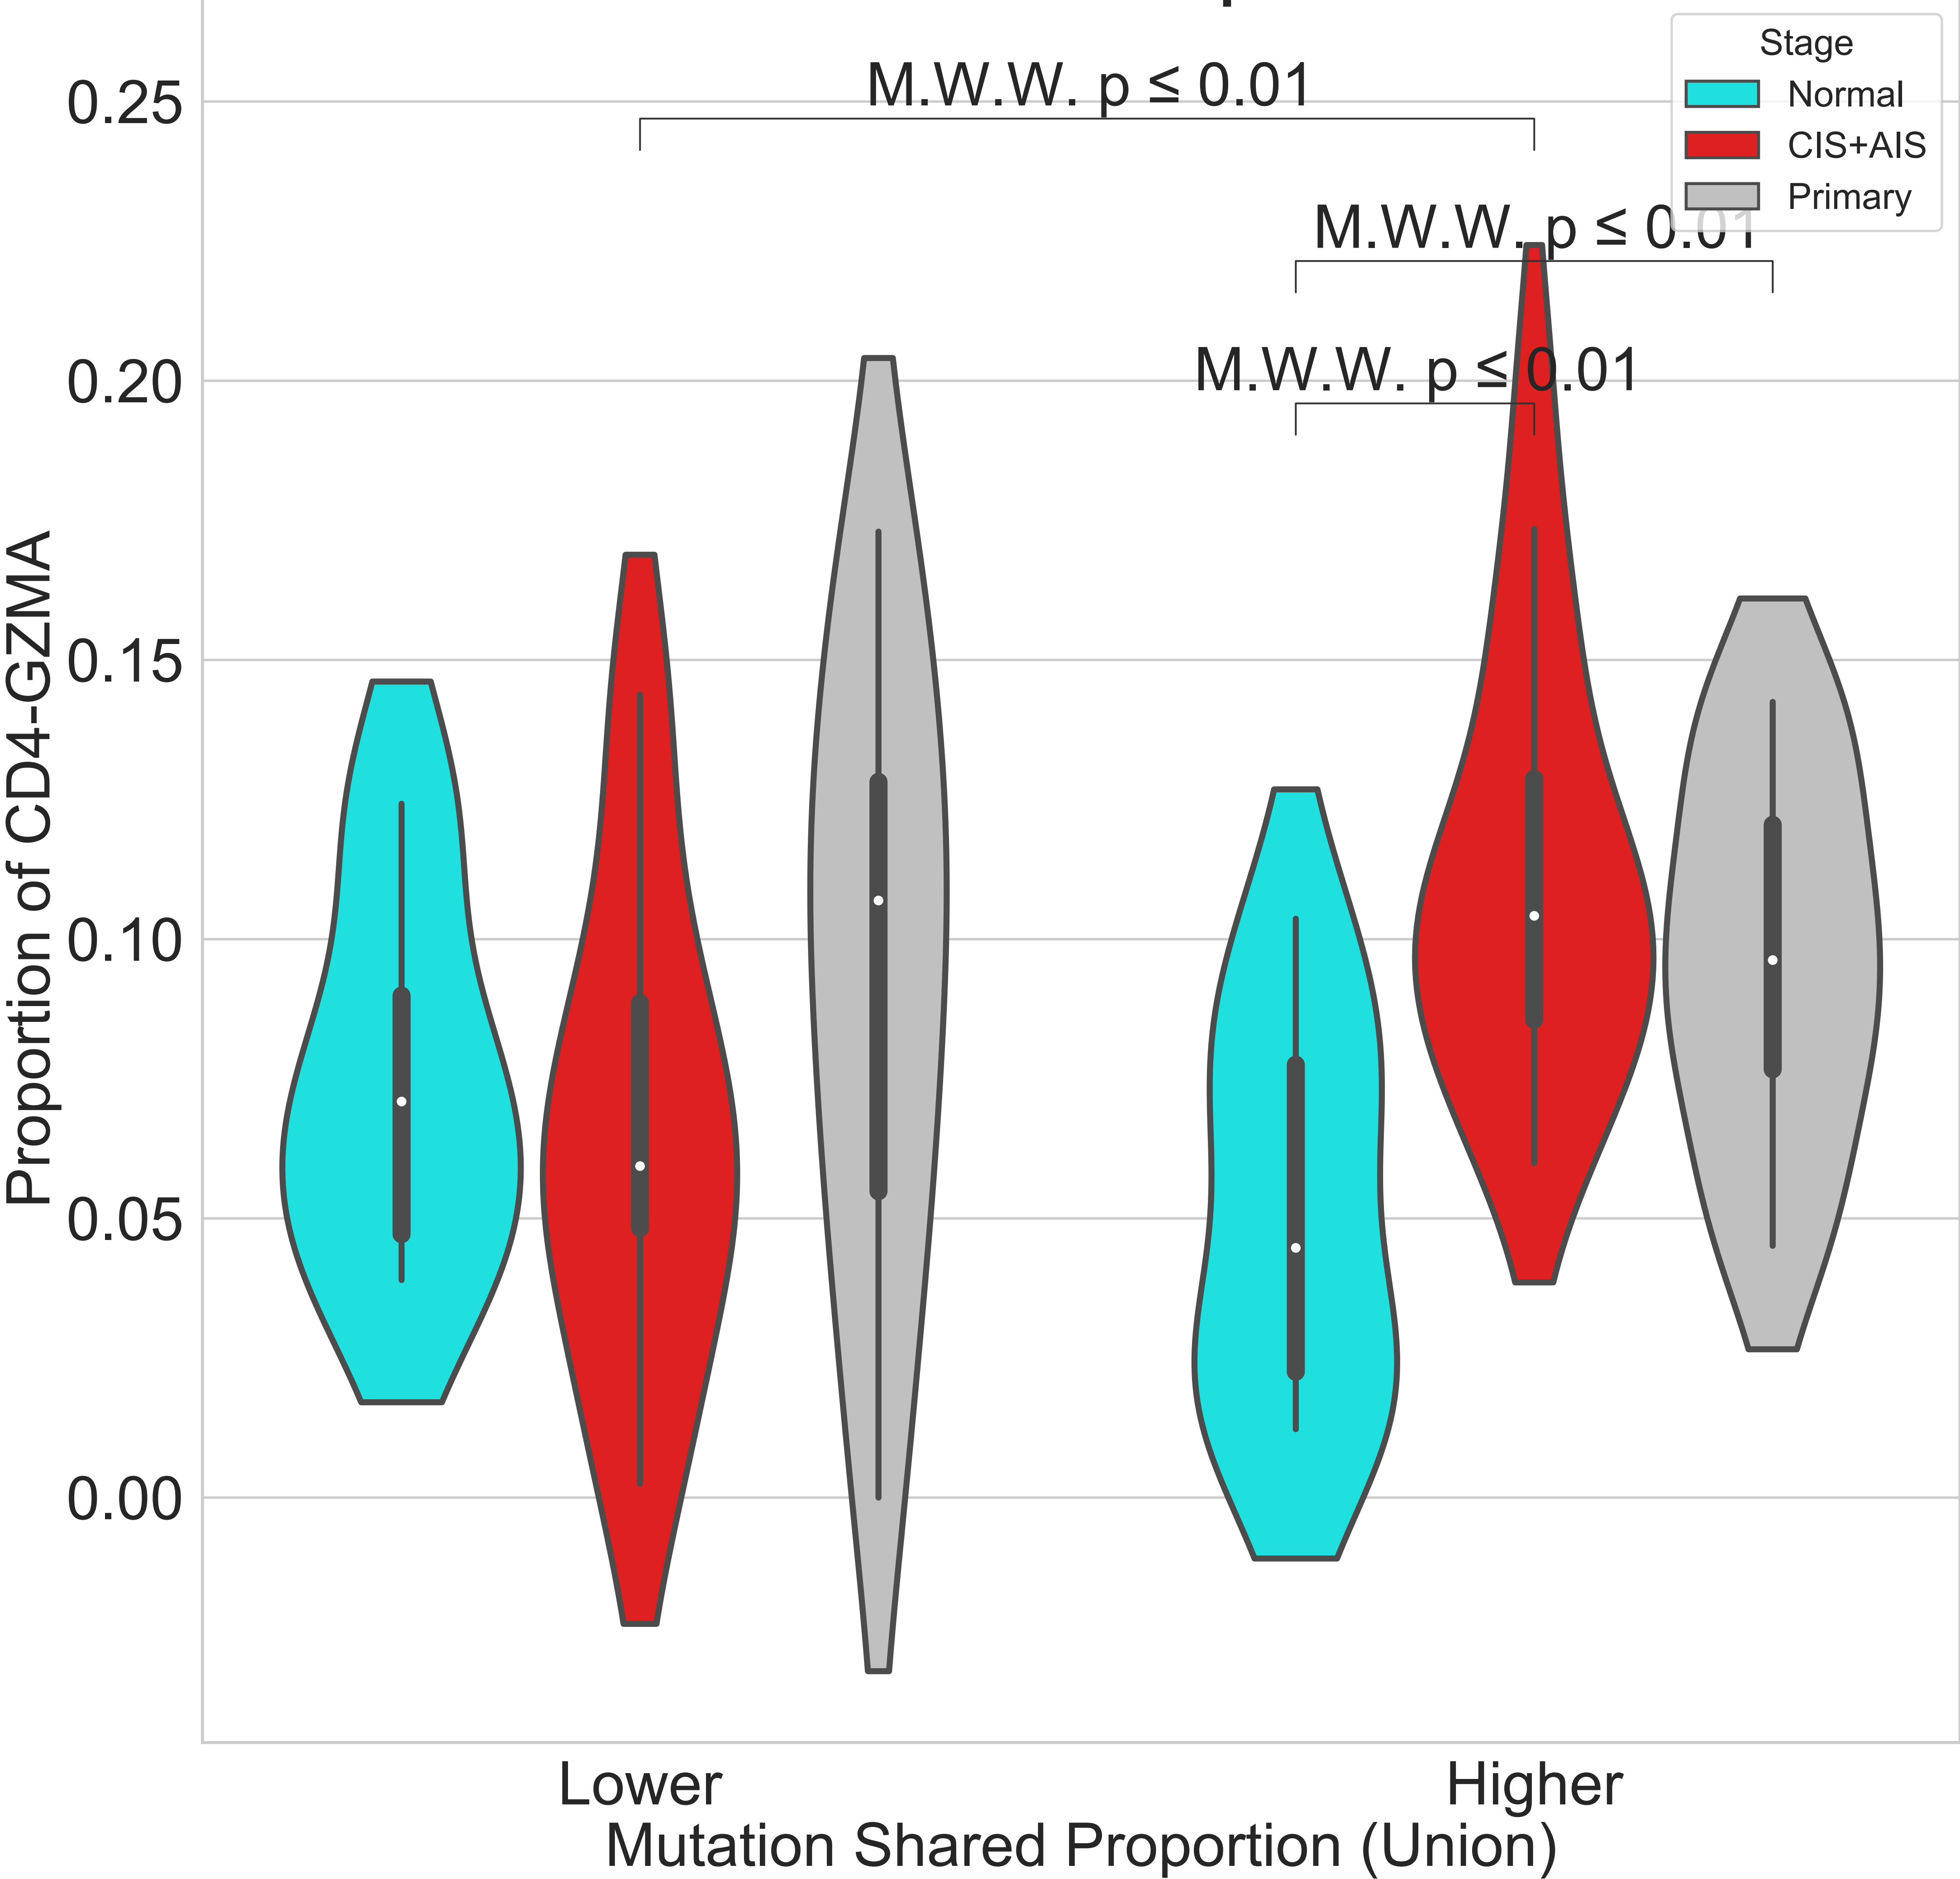 Stage
Normal
CIS+AIS
Primary
M.W.W. p ≤ 0.01
M.W.W. p ≤ 0.01
M.W.W. p ≤ 0.01
0.25
0.20
0.15
0.10
0.05
0.00
Proportion of CD4-GZMA
Lower
Higher
Mutation Shared Proportion (Union)